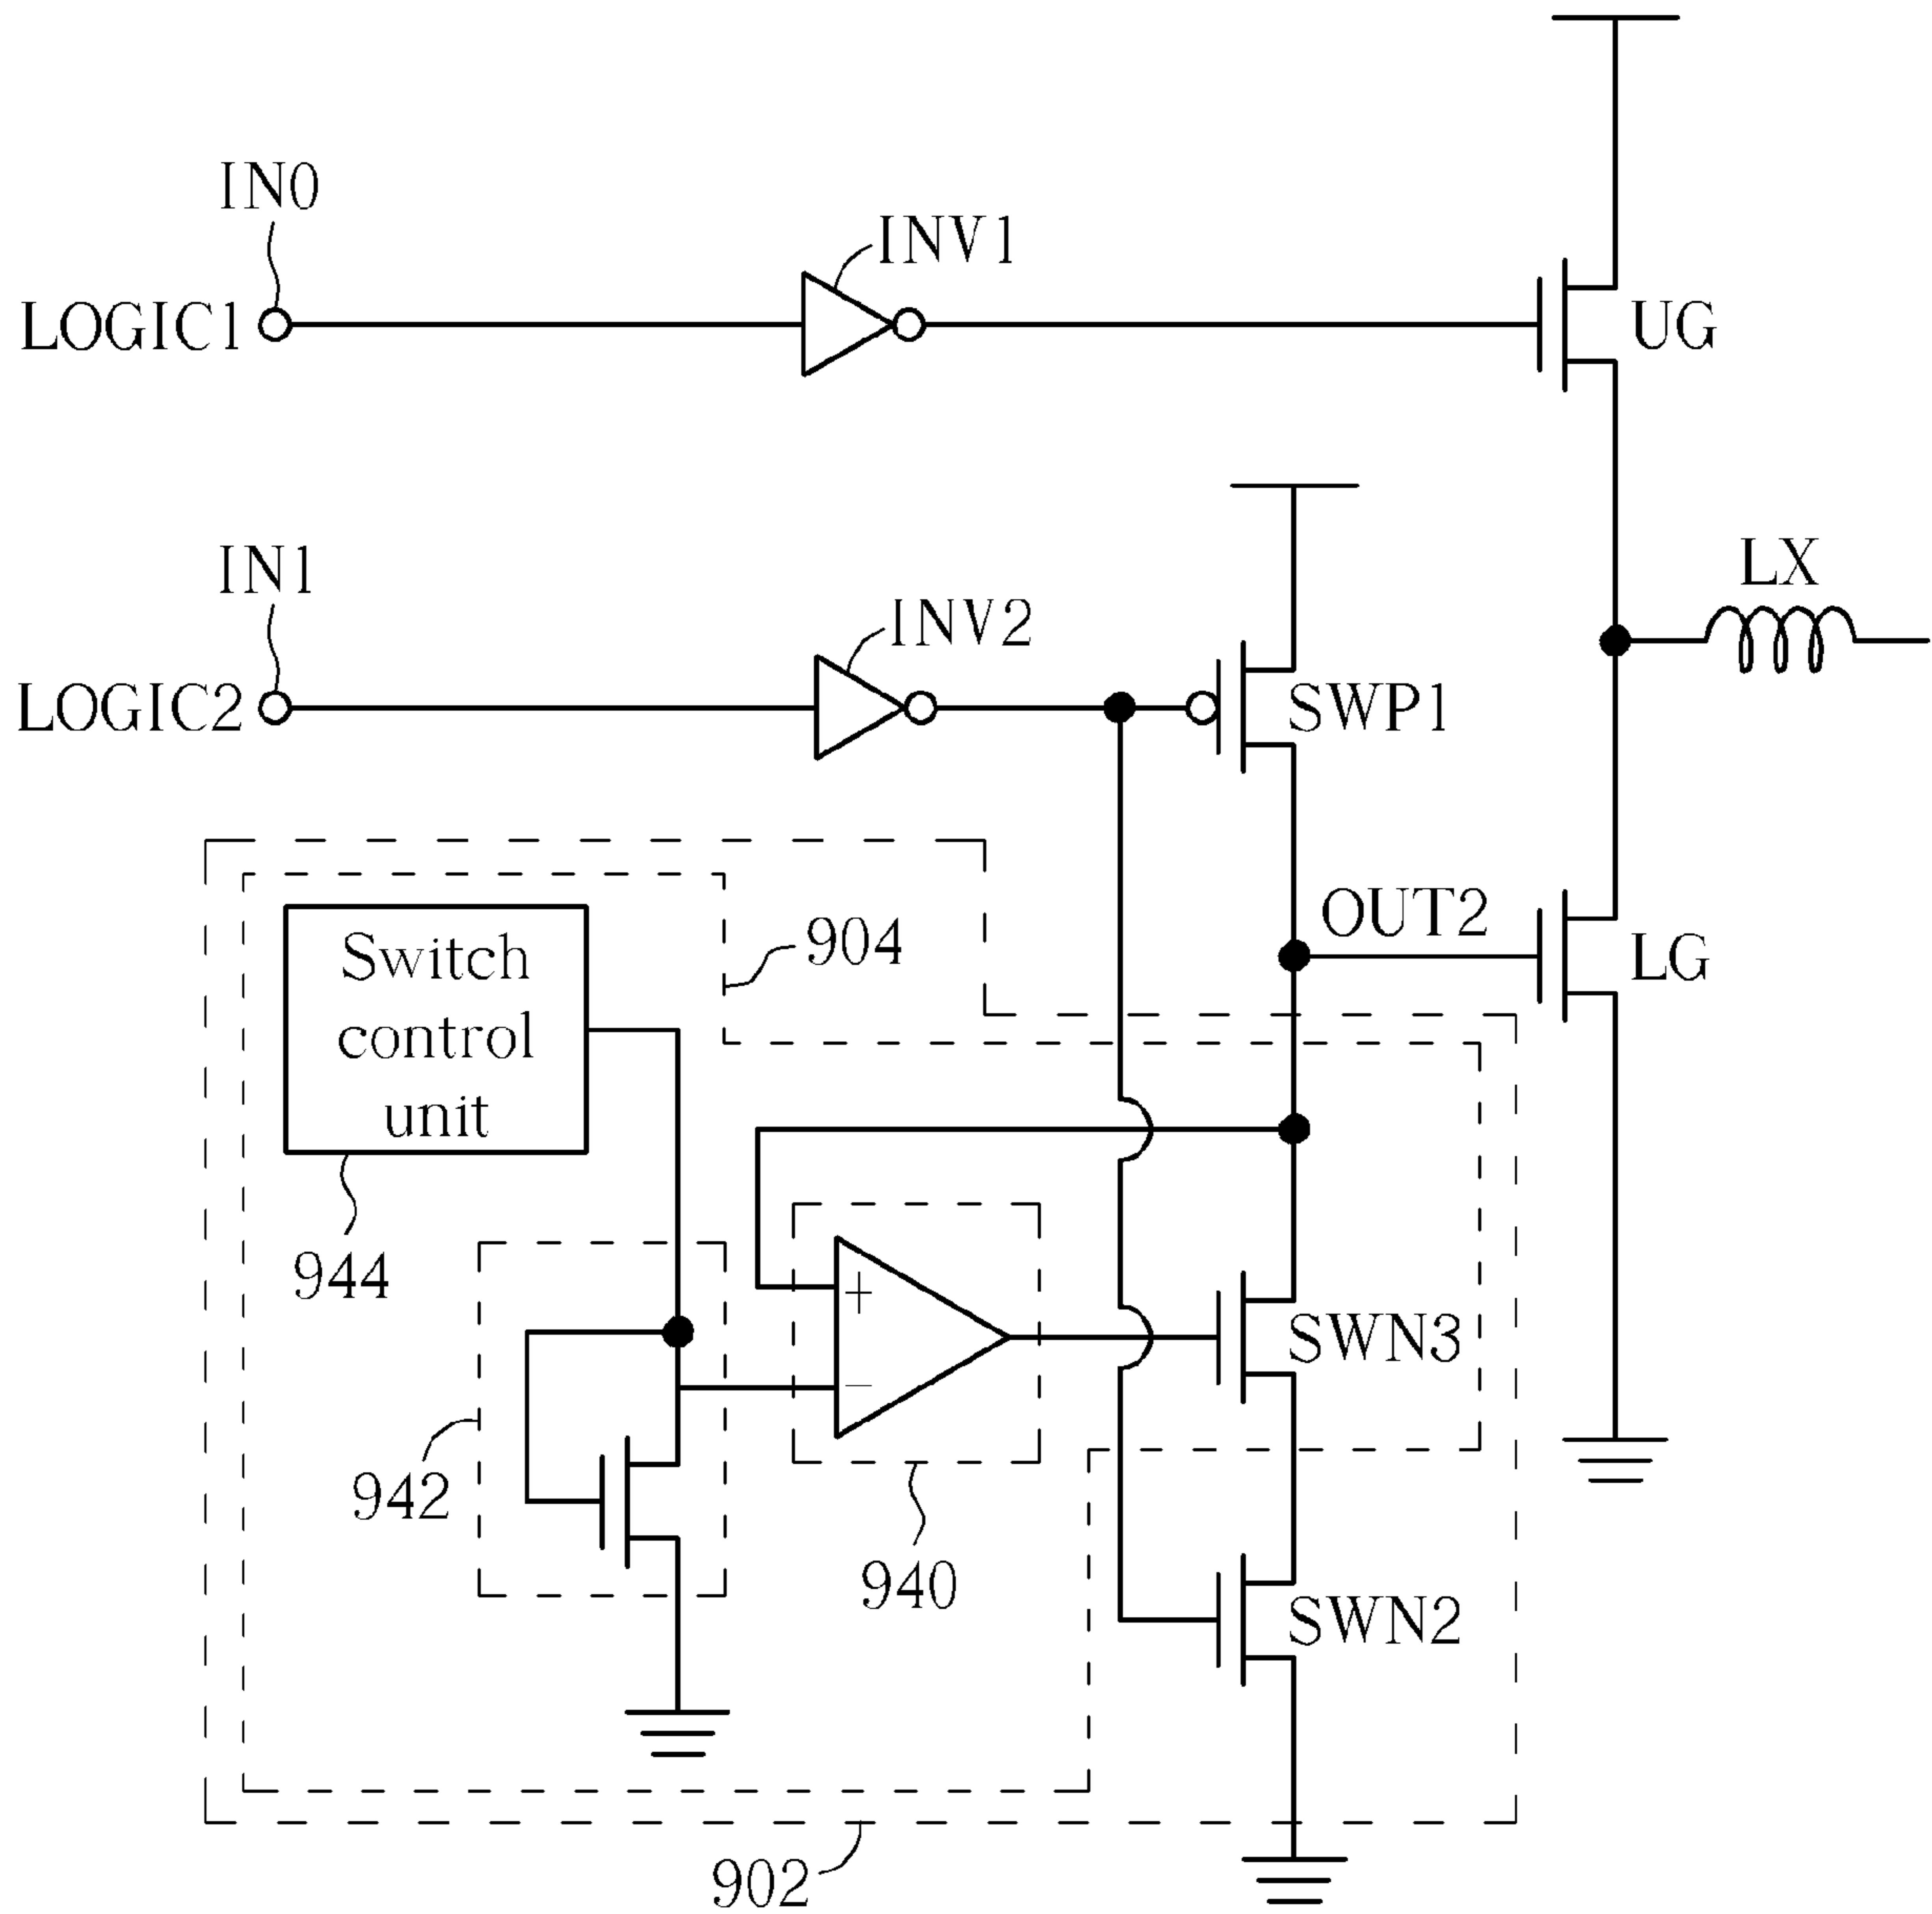 IN0
INV1
LOGIC1
UG
IN1
INV2
LX
LOGIC2
SWP1
904
OUT2
Switch
control
unit
LG
944
+
SWN3
−
942
940
SWN2
902